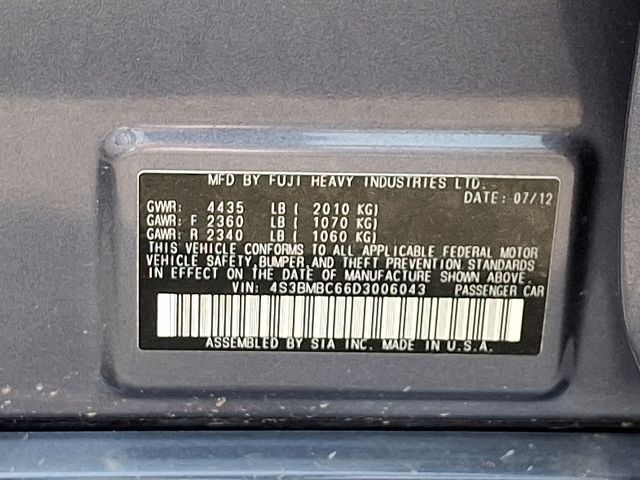 MFD BY FUJI HEAVY INDUSTRIES LTD.
DATE: 07/12
GVWR: 4435 LB ( 2010 KG)
GAWR: F 2360 LB ( 1070 KG)
GAWR: R 2340 LB ( 1060 KG)
THIS VEHICLE CONFORMS TO ALL APPLICABLE FEDERAL MOTOR
VEHICLE SAFETY, BUMPER, AND THEFT PREVENTION STANDARDS
IN EFFECT ON THE DATE OF MANUFACTURE SHOWN ABOVE.
VIN: 4S3BMBC66D3006043 PASSENGER CAR
ASSEMBLED BY SIA INC. MADE IN U.S.A.